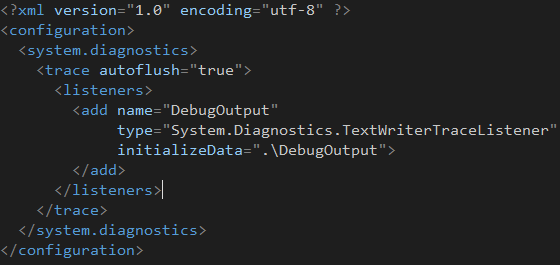 <?xml version="1.0" encoding="utf-8" ?>
<configuration>
<system.diagnostics>
<trace autoflush="true">
<listeners>
<add name="DebugOutput"
type="System.Diagnostics.TextWriterTraceListener"
initializeData=".\DebugOutput">
</add>
</listeners>
</trace>
</system.diagnostics>
</configuration>